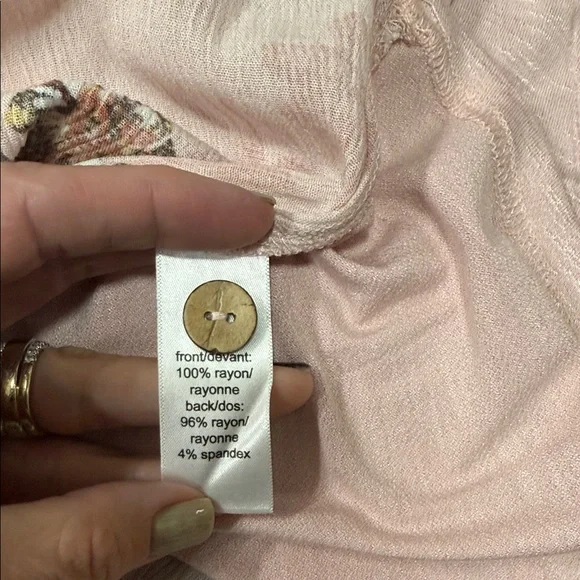 front/devant:
100% rayon/
rayonne
back/dos:
96% rayon/
rayonne
4% spandex